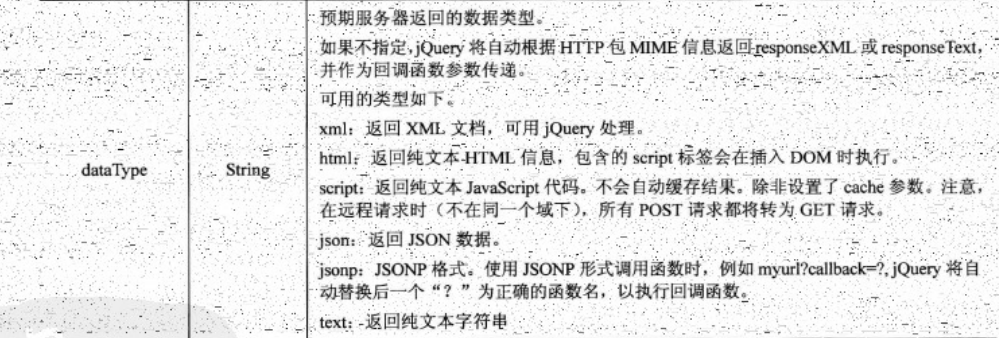 dataType
String
预期服务器返回的数据类型。
如果不指定,jQuery 将自动根据 HTTP 包 MIME 信息返回 responseXML 或 responseText,
并作为回调函数参数传递。
可用的类型如下。
xml：返回 XML 文档，可用 jQuery 处理。
html：返回纯文本 HTML 信息，包含的 script 标签会在插入 DOM 时执行。
script：返回纯文本 JavaScript 代码。不会自动缓存结果。除非设置了 cache 参数。注意，
在远程请求时（不在同一个域下），所有 POST 请求都将转为 GET 请求。
json：返回 JSON 数据。
jsonp：JSONP 格式。使用 JSONP 形式调用函数时，例如 myurl?callback=?, jQuery 将自
动替换后一个“？”为正确的函数名，以执行回调函数。
text：返回纯文本字符串